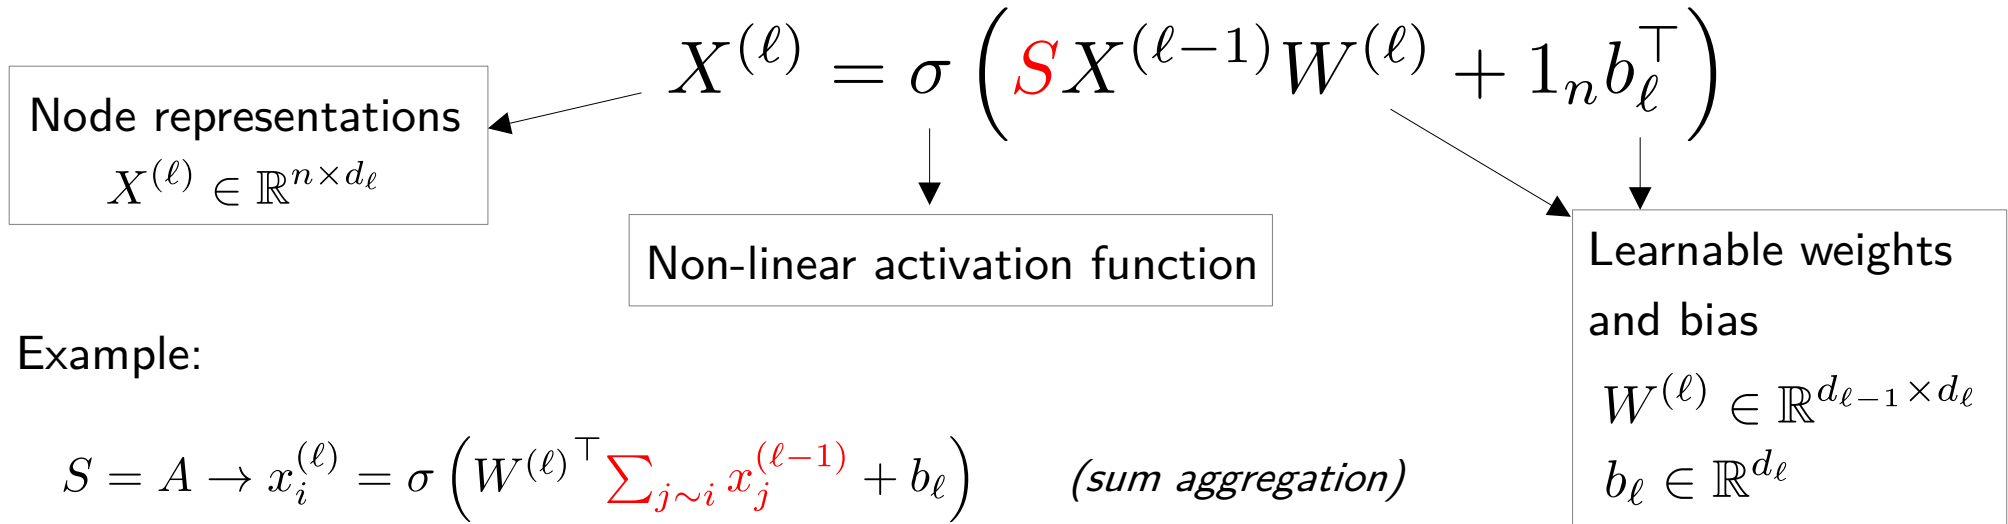 X^{(ℓ)} = σ ( S X^{(ℓ−1)} W^{(ℓ)} + 1_n b_ℓ^⊤ )
Node representations
X^{(ℓ)} ∈ ℝ^{n×d_ℓ}
Non-linear activation function
Learnable weights
and bias
W^{(ℓ)} ∈ ℝ^{d_{ℓ−1}×d_ℓ}
b_ℓ ∈ ℝ^{d_ℓ}
Example:
S = A → x_i^{(ℓ)} = σ ( W^{(ℓ)⊤} ∑_{j∼i} x_j^{(ℓ−1)} + b_ℓ ) (sum aggregation)